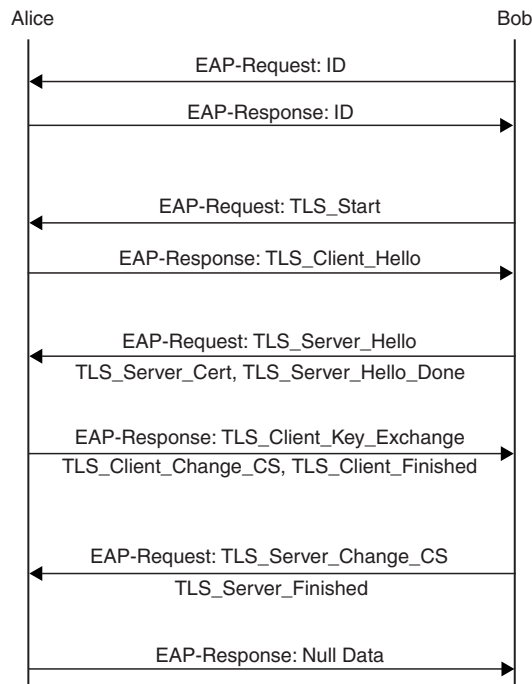 Alice
Bob
EAP-Request: ID
EAP-Response: ID
EAP-Request: TLS_Start
EAP-Response: TLS_Client_Hello
EAP-Request: TLS_Server_Hello
TLS_Server_Cert, TLS_Server_Hello_Done
EAP-Response: TLS_Client_Key_Exchange
TLS_Client_Change_CS, TLS_Client_Finished
EAP-Request: TLS_Server_Change_CS
TLS_Server_Finished
EAP-Response: Null Data